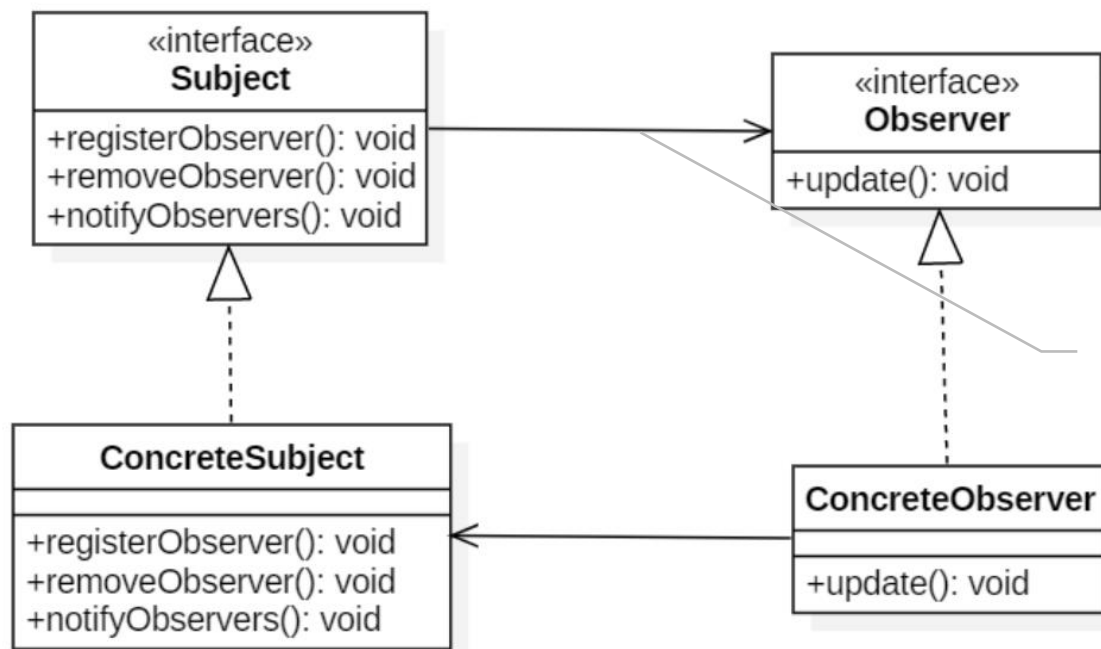 «interface»
Subject
+registerObserver(): void
+removeObserver(): void
+notifyObservers(): void
«interface»
Observer
+update(): void
ConcreteSubject
+registerObserver(): void
+removeObserver(): void
+notifyObservers(): void
ConcreteObserver
+update(): void